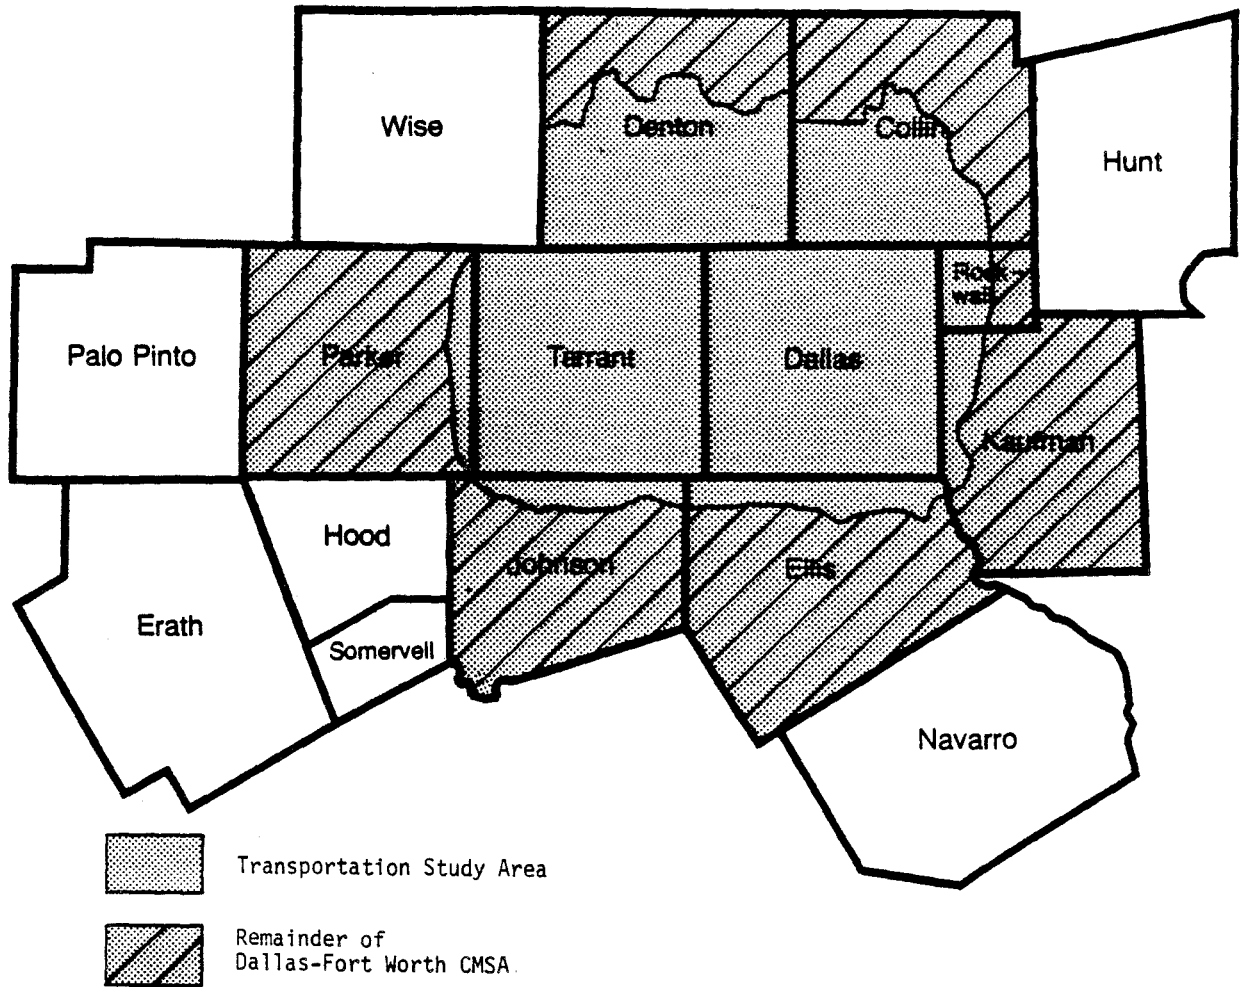 Wise
Denton
Collin
Hunt
Palo Pinto
Parker
Tarrant
Dallas
Rock-
wall
Kaufman
Hood
Johnson
Ellis
Erath
Somervell
Navarro
Transportation Study Area
Remainder of
Dallas-Fort Worth CMSA